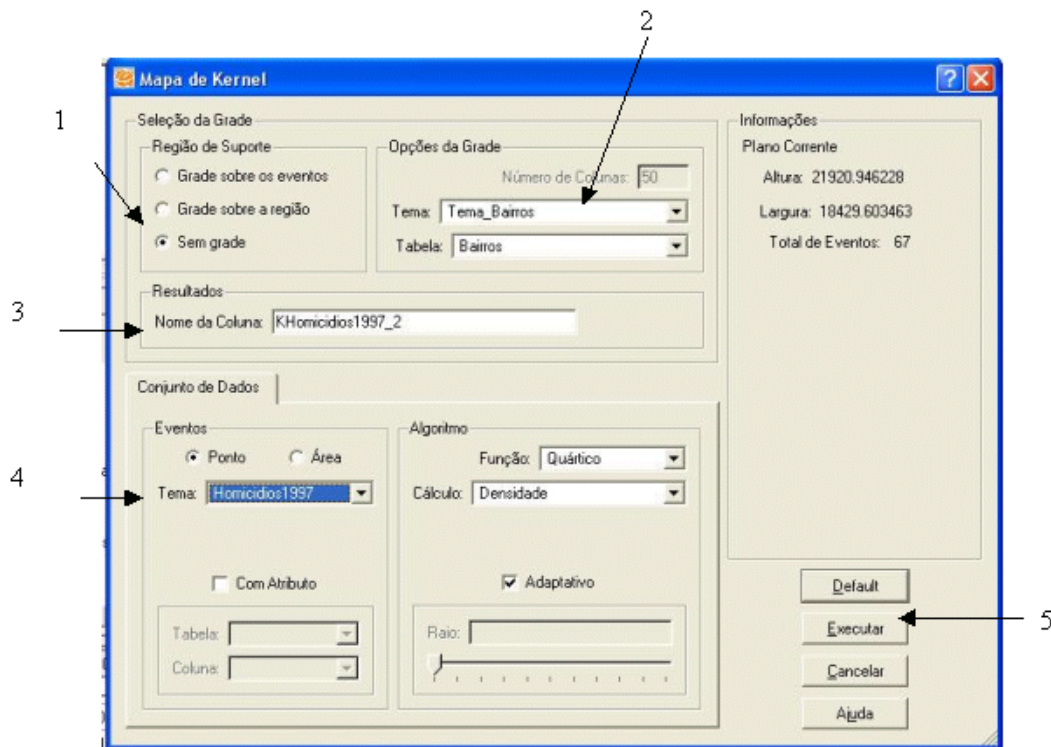 2
Mapa de Kernel
1
Seleção da Grade
Região de Suporte
Grade sobre os eventos
Grade sobre a região
Sem grade
Opções da Grade
Número de Colunas: 50
Tema: Tema_Bairros
Tabela: Bairros
Informações
Plano Corrente
Altura: 21920.946228
Largura: 18429.603463
Total de Eventos: 67
3
Resultados
Nome da Coluna: KHomicidios1997_2
Conjunto de Dados
4
Eventos
Ponto Área
Tema: Homicidios1997
Com Atributo
Tabela:
Coluna:
Algoritmo
Função: Quártico
Cálculo: Densidade
Adaptativo
Raio:
Default
Executar
5
Cancelar
Ajuda